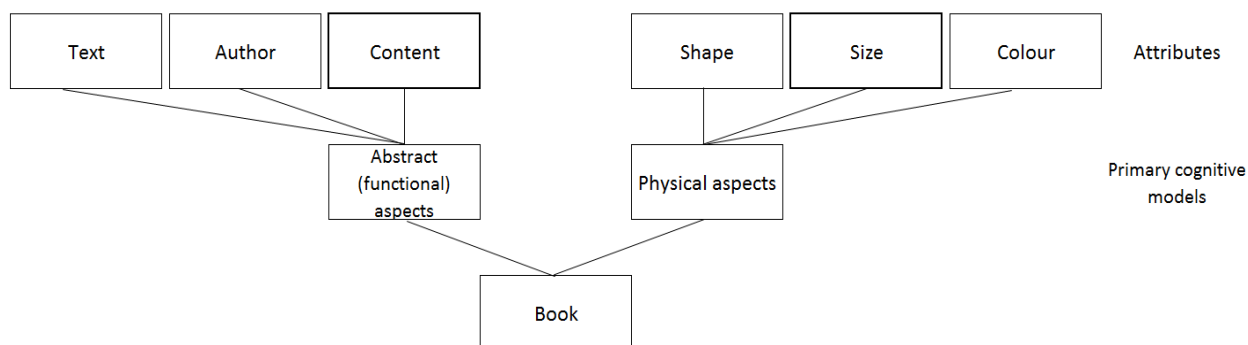 Text
Author
Content
Shape
Size
Colour
Attributes
Abstract
(functional)
aspects
Physical aspects
Primary cognitive
models
Book